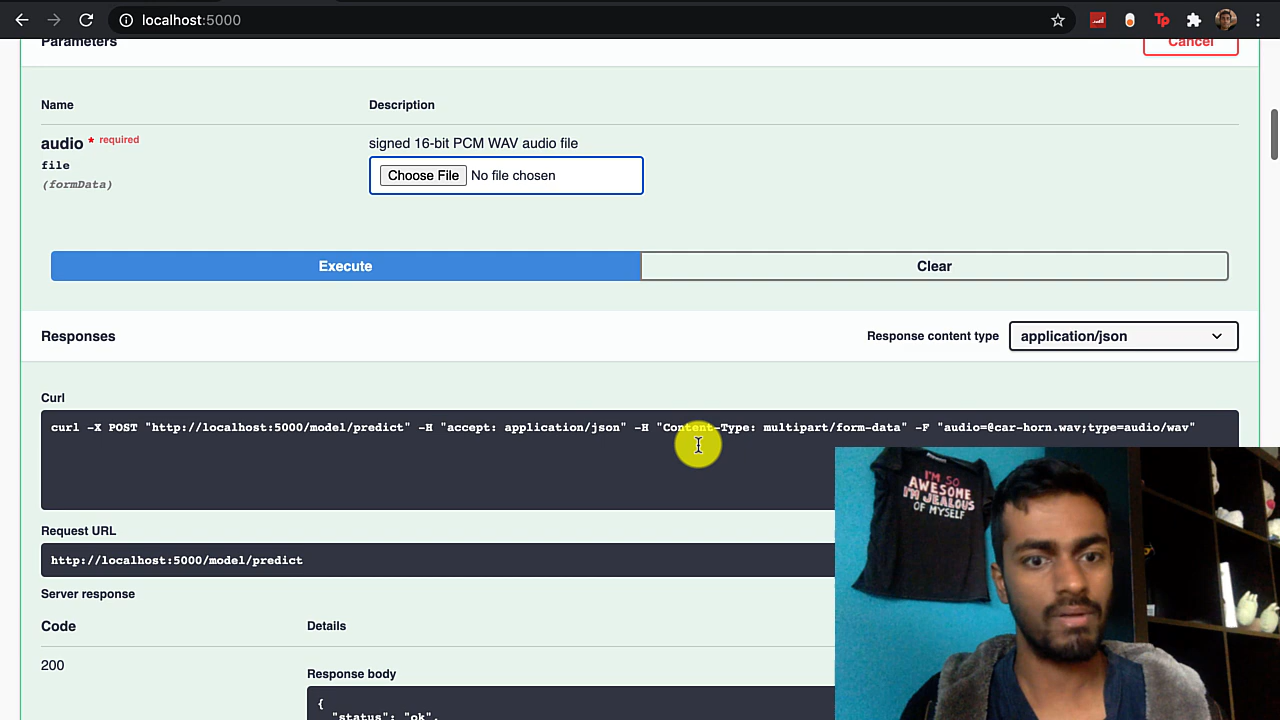 localhost:5000
Tp
Parameters
Cancel
Name
Description
audio * required
file
(formData)
signed 16-bit PCM WAV audio file
Choose File No file chosen
Execute
Clear
Responses
Response content type
application/json
Curl
curl -X POST "http://localhost:5000/model/predict" -H "accept: application/json" -H "Content-Type: multipart/form-data" -F "audio=@car-horn.wav;type=audio/wav"
Request URL
http://localhost:5000/model/predict
Server response
Code
Details
200
Response body
{
"status": "ok",
I'M SO
AWESOME
I'M JEALOUS
OF MYSELF